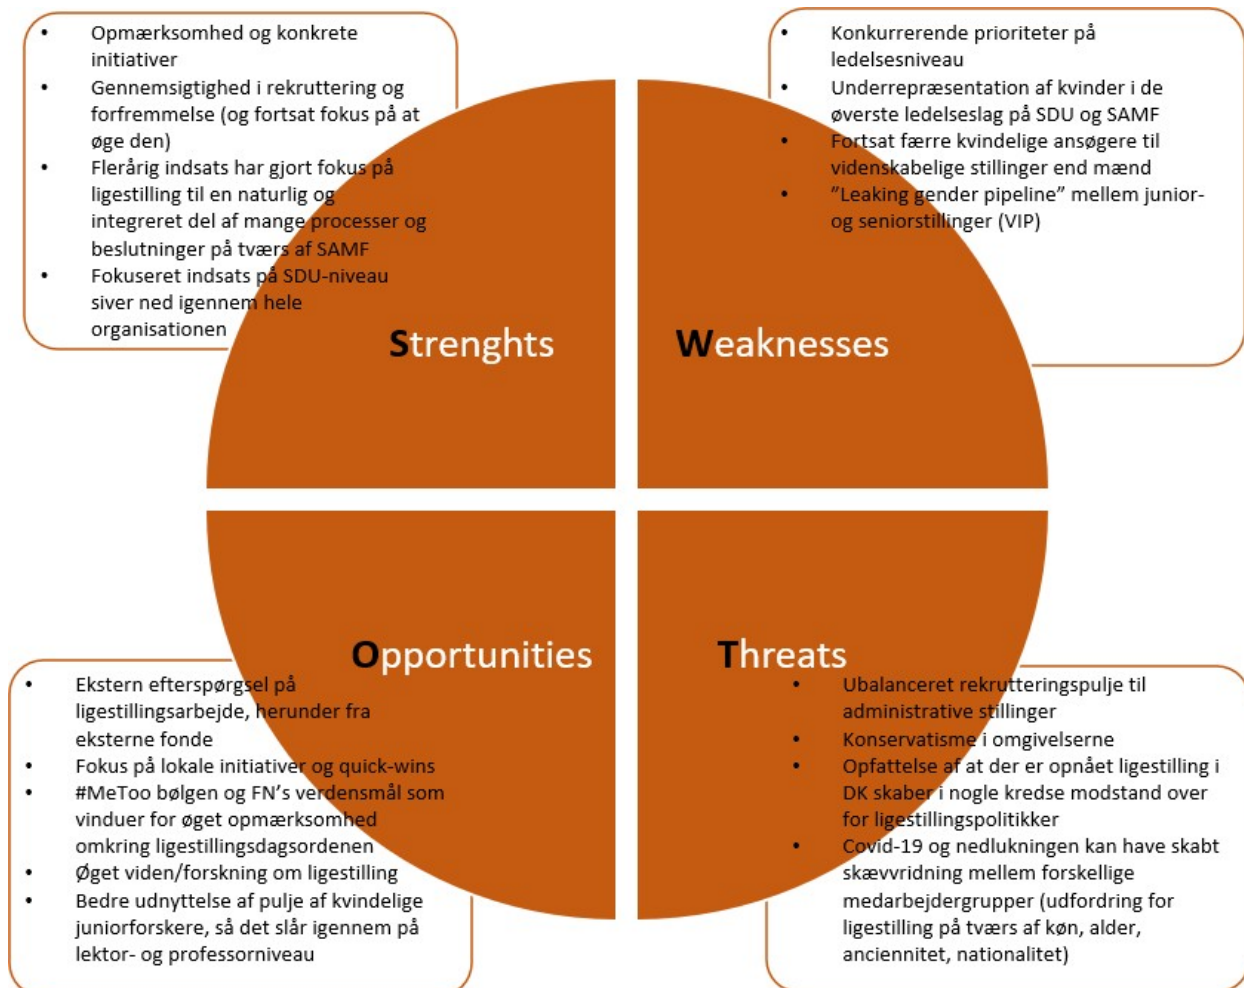 • Opmærksomhed og konkrete
initiativer
• Gennemsigtighed i rekruttering og
forfremmelse (og fortsat fokus på at
øge den)
• Flerårig indsats har gjort fokus på
ligestilling til en naturlig og
integreret del af mange processer og
beslutninger på tværs af SAMF
• Fokuseret indsats på SDU-niveau
siver ned igennem hele
organisationen
Strenghts
• Konkurrerende prioriteter på
ledelsesniveau
• Underrepræsentation af kvinder i de
øverste ledelseslag på SDU og SAMF
• Fortsat færre kvindelige ansøgere til
videnskabelige stillinger end mænd
• ”Leaking gender pipeline” mellem junior-
og seniorstillinger (VIP)
Weaknesses
Opportunities
• Ekstern efterspørgsel på
ligestillingsarbejde, herunder fra
eksterne fonde
• Fokus på lokale initiativer og quick-wins
• #MeToo bølgen og FN’s verdensmål som
vinduer for øget opmærksomhed
omkring ligestillingsdagsordenen
• Øget viden/forskning om ligestilling
• Bedre udnyttelse af pulje af kvindelige
juniorforskere, så det slår igennem på
lektor- og professorniveau
Threats
• Ubalanceret rekrutteringspulje til
administrative stillinger
• Konservatisme i omgivelserne
• Opfattelse af at der er opnået ligestilling i
DK skaber i nogle kredse modstand over
for ligestillingspolitikker
• Covid-19 og nedlukningen kan have skabt
skævvridning mellem forskellige
medarbejdergrupper (udfordring for
ligestilling på tværs af køn, alder,
anciennitet, nationalitet)